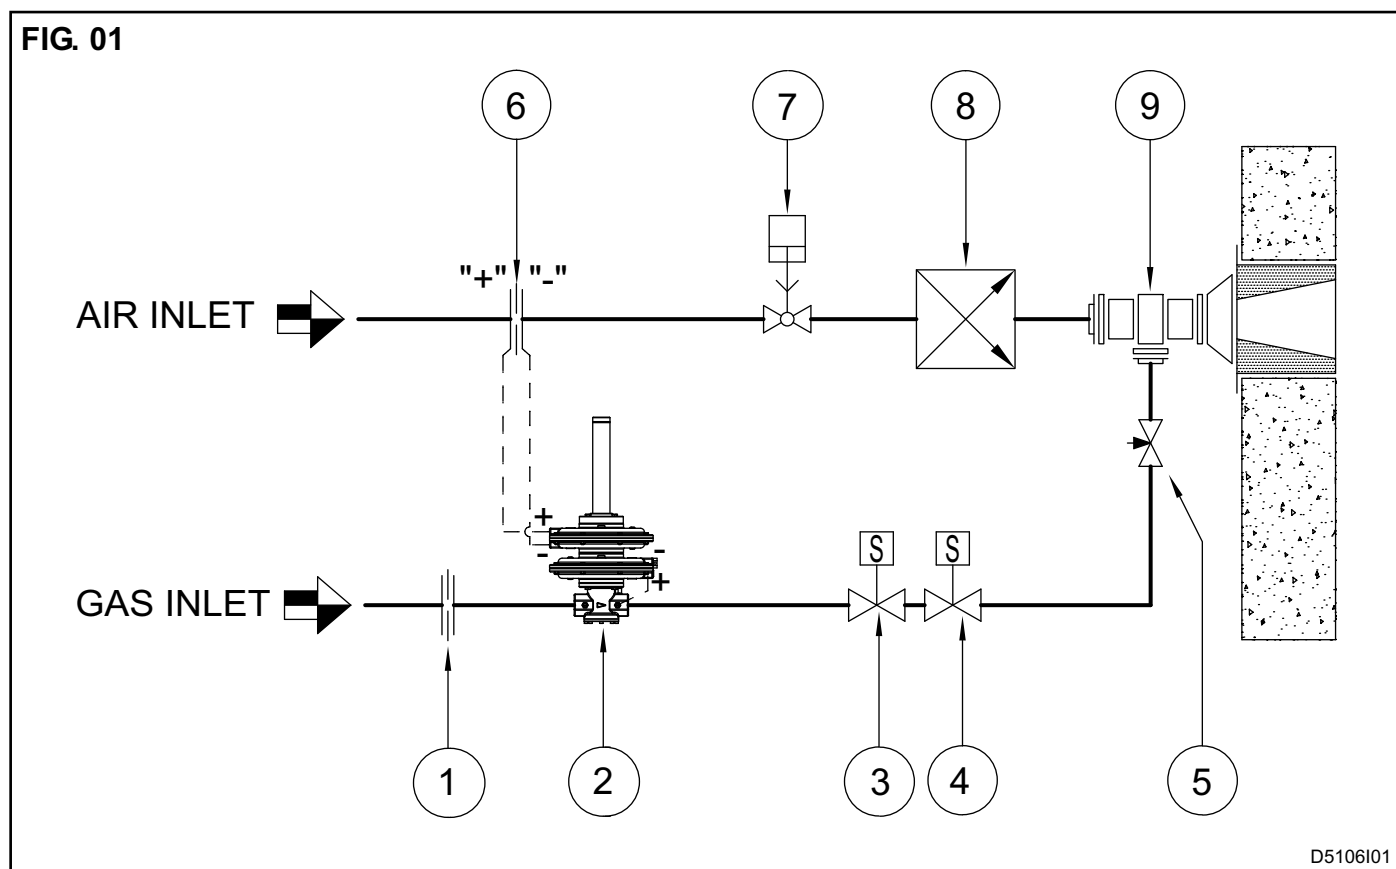 FIG. 01
6
7
8
9
"+" "-"
AIR INLET
+
-
-
+
S
S
GAS INLET
1
2
3
4
5
D5106I01